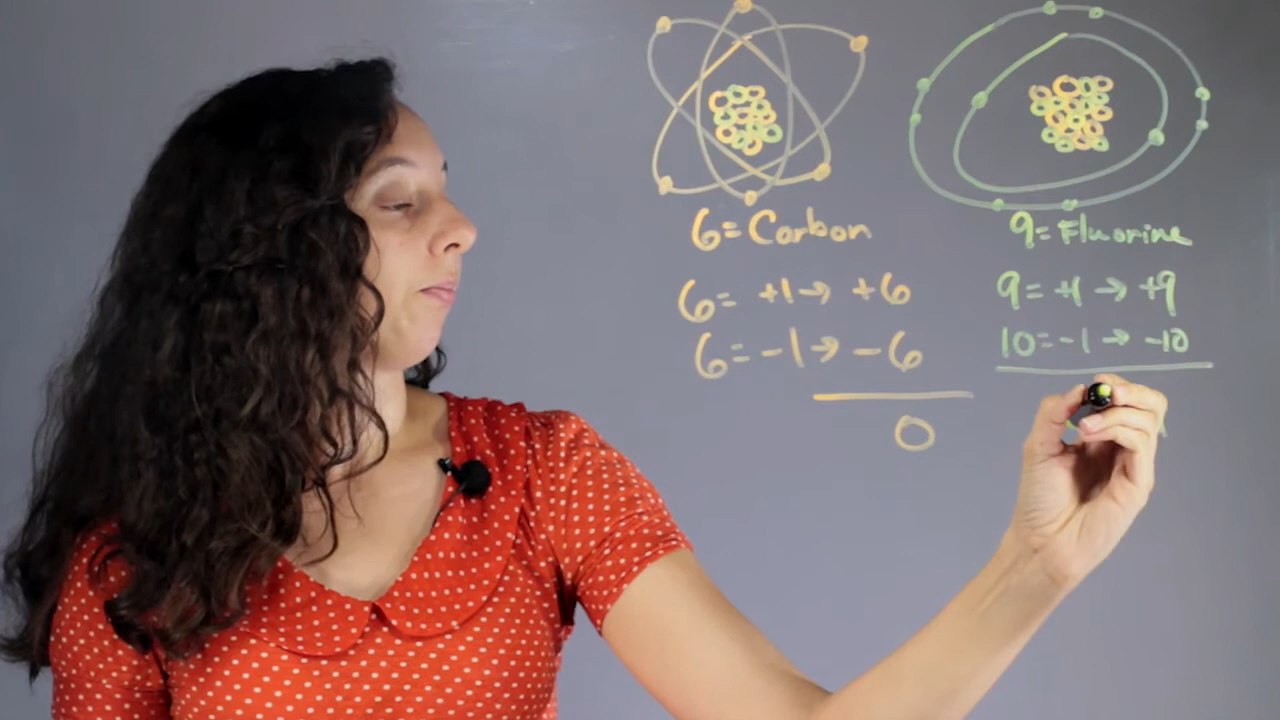 6= Carbon
6= +1→ +6
6=-1→ -6
0
9= Fluorine
9= +1 → +9
10=-1 → -10